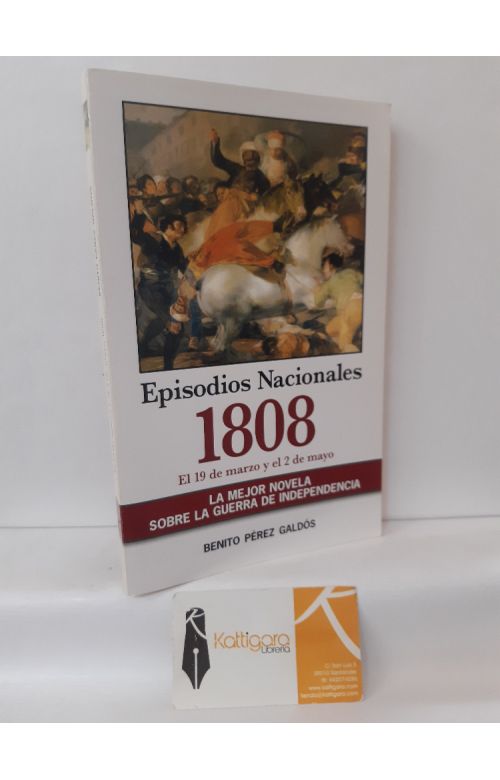 Episodios Nacionales
1808
El 19 de marzo y el 2 de mayo
LA MEJOR NOVELA
SOBRE LA GUERRA DE INDEPENDENCIA
BENITO PÉREZ GALDÓS
Kattigara
Librería
www.kattigara.com